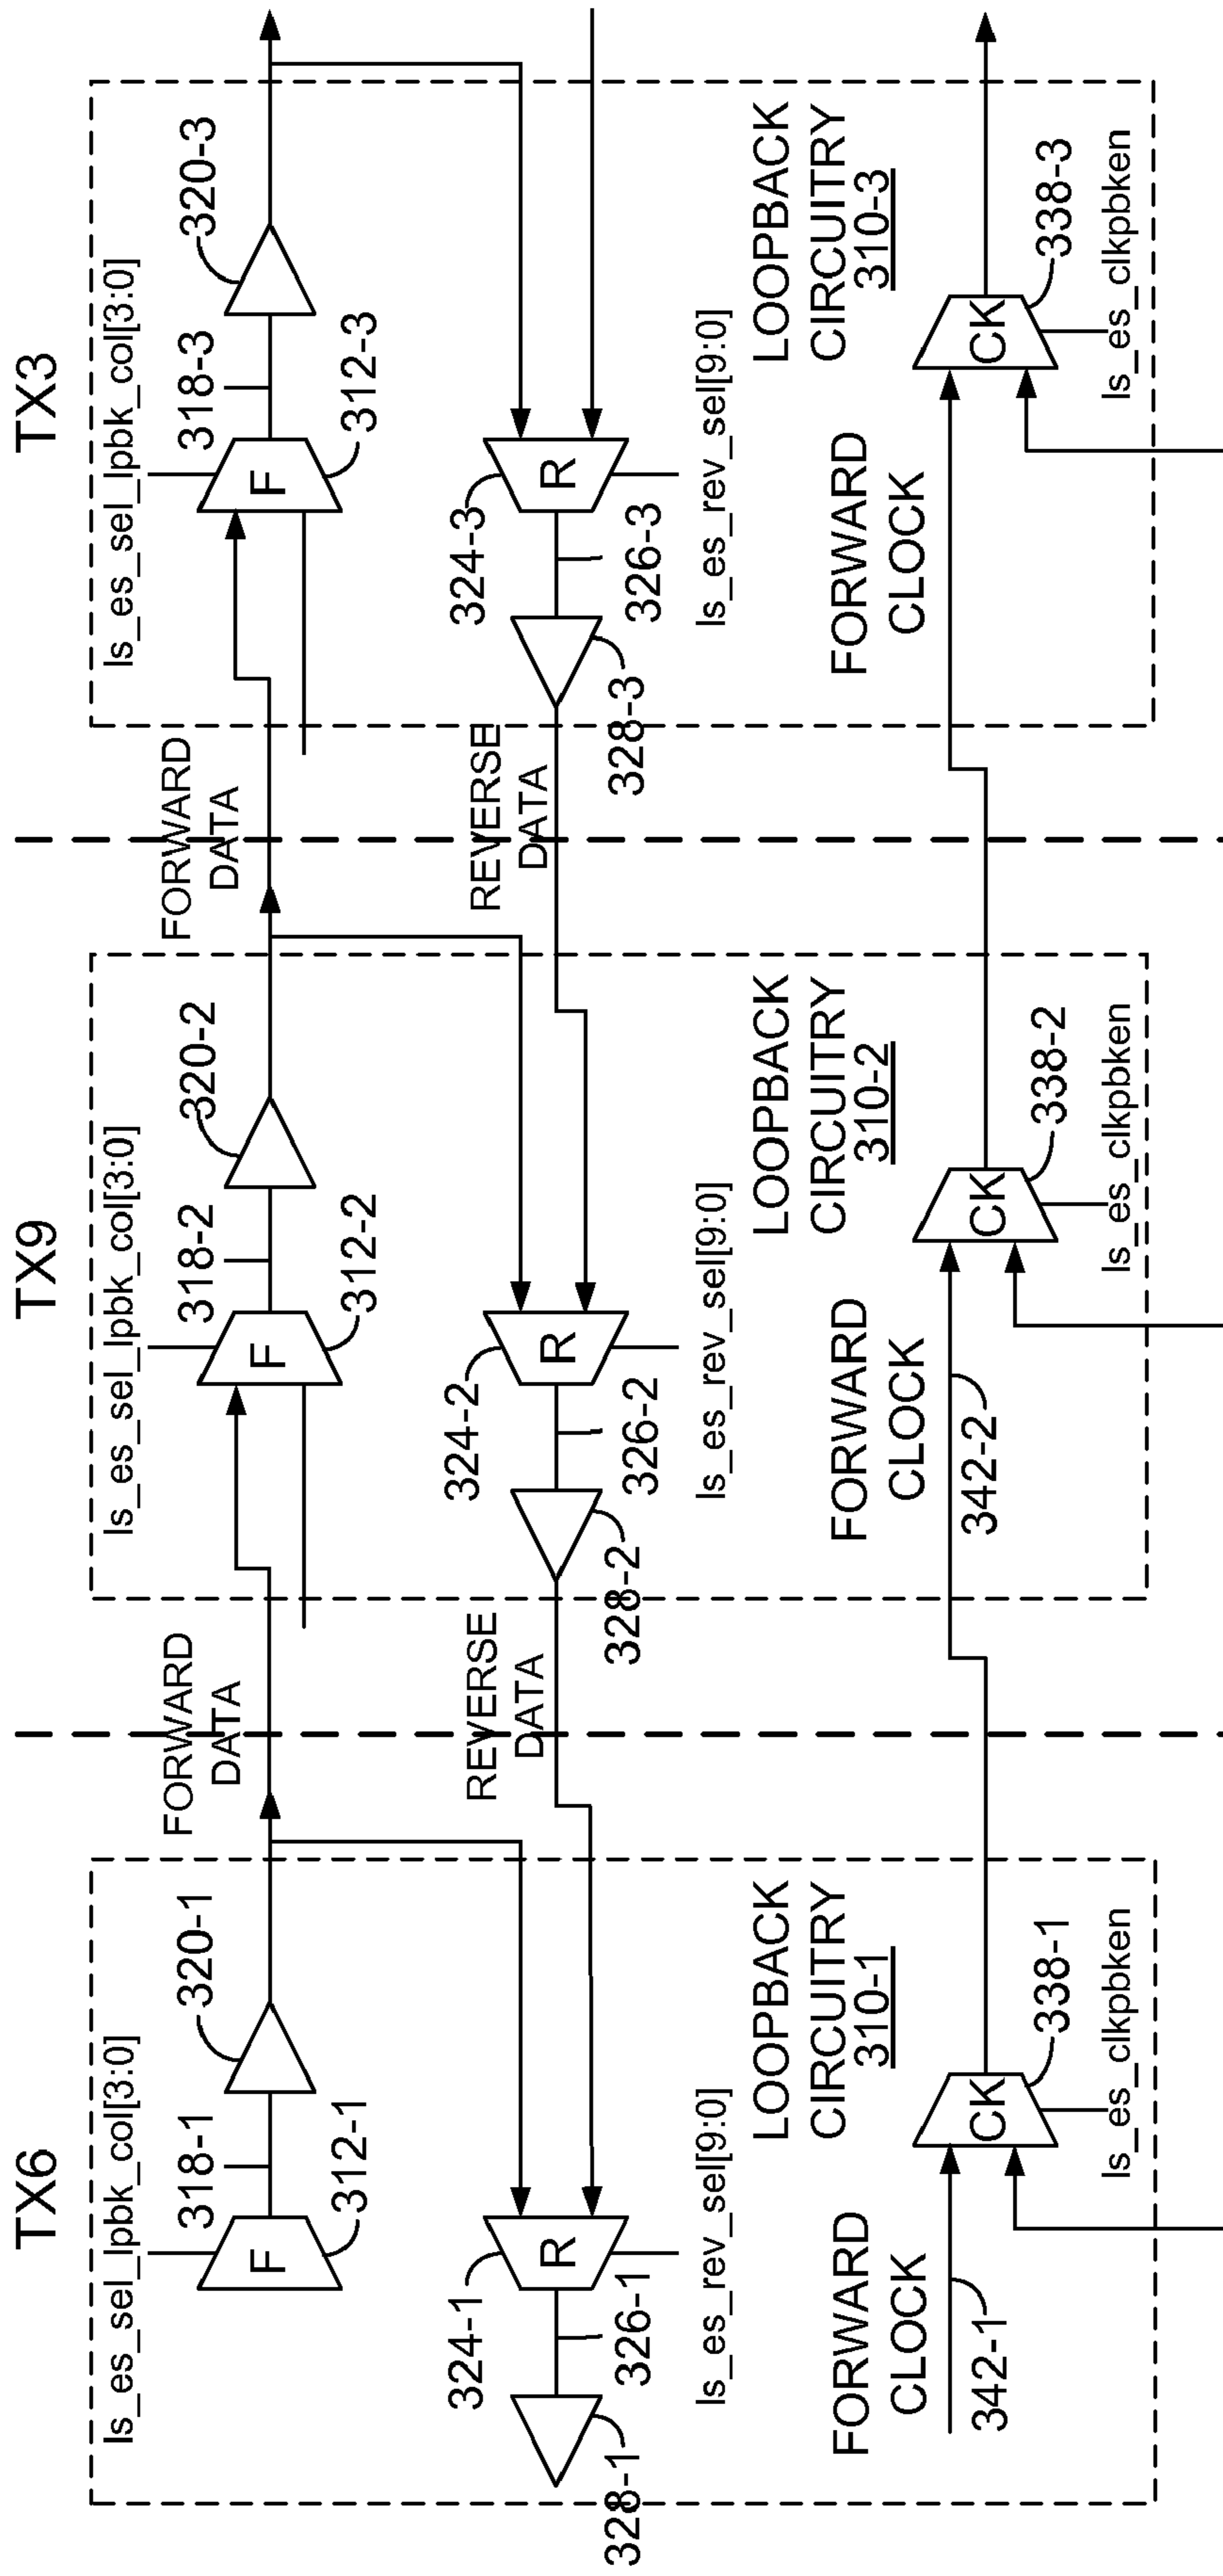 TX6
ls_es_sel_lpbk_col[3:0]
318-1
320-1
F
312-1
FORWARD
DATA
324-1
R
326-1
328-1
REVERSE
DATA
ls_es_rev_sel[9:0]
LOOPBACK
CIRCUITRY
310-1
FORWARD
CLOCK
342-1
CK
338-1
ls_es_clkpbken
TX9
ls_es_sel_lpbk_col[3:0]
318-2
320-2
F
312-2
FORWARD
DATA
324-2
R
326-2
328-2
REVERSE
DATA
ls_es_rev_sel[9:0]
LOOPBACK
CIRCUITRY
310-2
FORWARD
CLOCK
342-2
CK
338-2
ls_es_clkpbken
TX3
ls_es_sel_lpbk_col[3:0]
318-3
320-3
F
312-3
324-3
R
326-3
328-3
ls_es_rev_sel[9:0]
LOOPBACK
CIRCUITRY
310-3
FORWARD
CLOCK
CK
338-3
ls_es_clkpbken